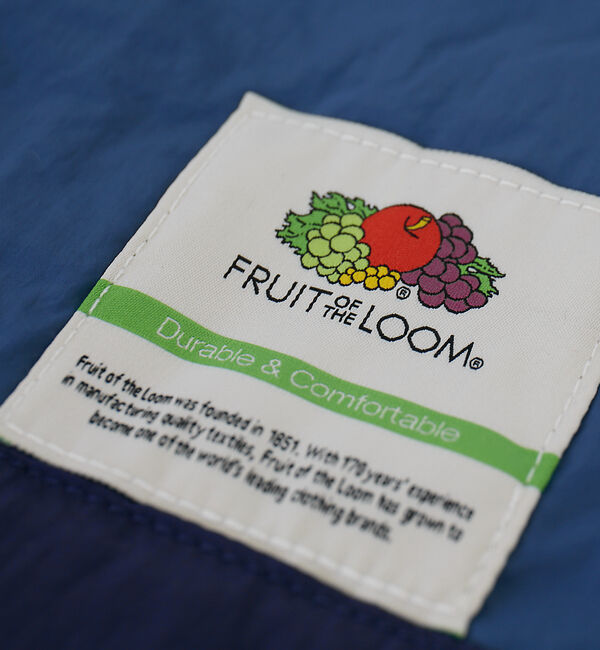 FRUIT OF THE LOOM®
®
Durable & Comfortable
Fruit of the Loom was founded in 1851. With 170 years' experience
in manufacturing quality textiles, Fruit of the Loom has grown to
become one of the world's leading clothing brands.